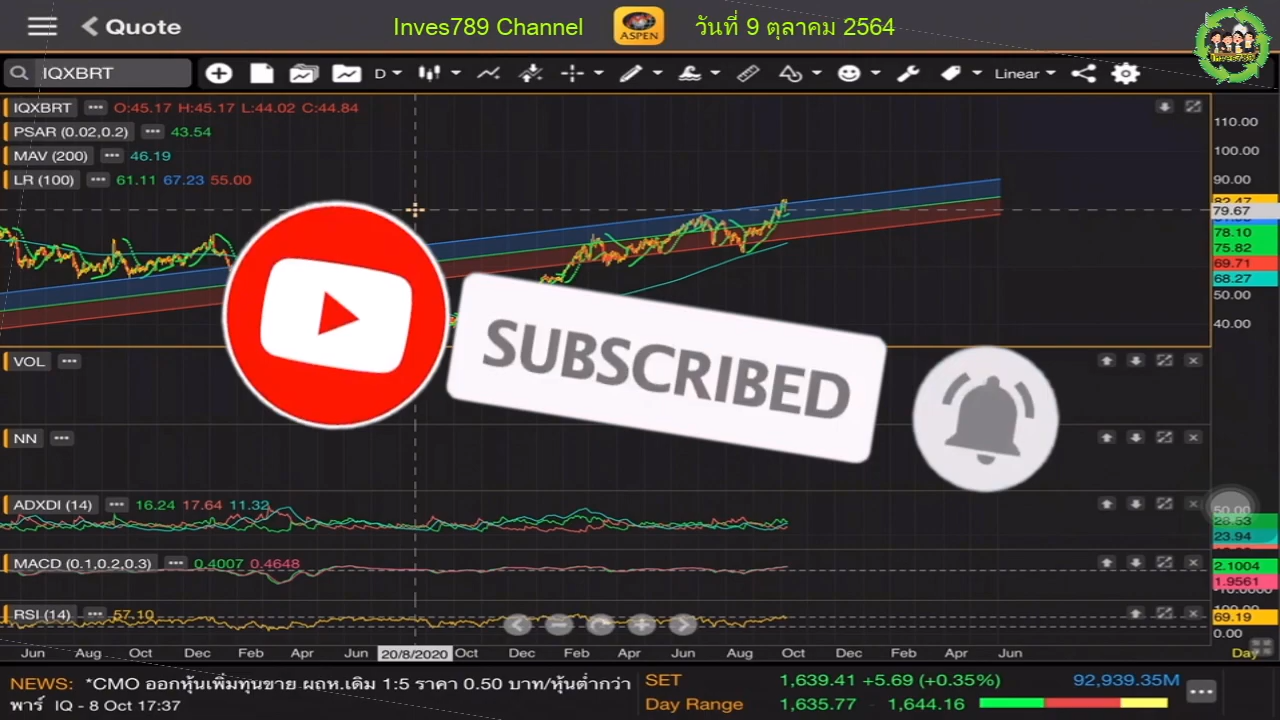 Quote
Inves789 Channel
ASPEN
วันที่ 9 ตุลาคม 2564
Inves789
IQXBRT
D
Linear
IQXBRT O:45.17 H:45.17 L:44.02 C:44.84
PSAR (0.02,0.2) 43.54
MAV (200) 46.19
LR (100) 61.11 67.23 55.00
110.00
100.00
90.00
82.47
79.67
78.10
75.82
69.71
68.27
50.00
40.00
SUBSCRIBED
VOL
NN
ADXDI (14) 16.24 17.64 11.32
50.00
28.53
23.94
MACD (0.1,0.2,0.3) 0.4007 0.4648
2.1004
1.9561
RSI (14) 57.10
100.00
69.19
0.00
Jun Aug Oct Dec Feb Apr Jun 20/8/2020 Oct Dec Feb Apr Jun Aug Oct Dec Feb Apr Jun Day
NEWS: *CMO ออกหุ้นเพิ่มทุนขาย ผถห.เดิม 1:5 ราคา 0.50 บาท/หุ้นต่ำกว่า
พาร์ IQ - 8 Oct 17:37
SET 1,639.41 +5.69 (+0.35%) 92,939.35M
Day Range 1,635.77 - 1,644.16